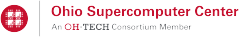 Ohio Supercomputer Center
An OH·TECH Consortium Member